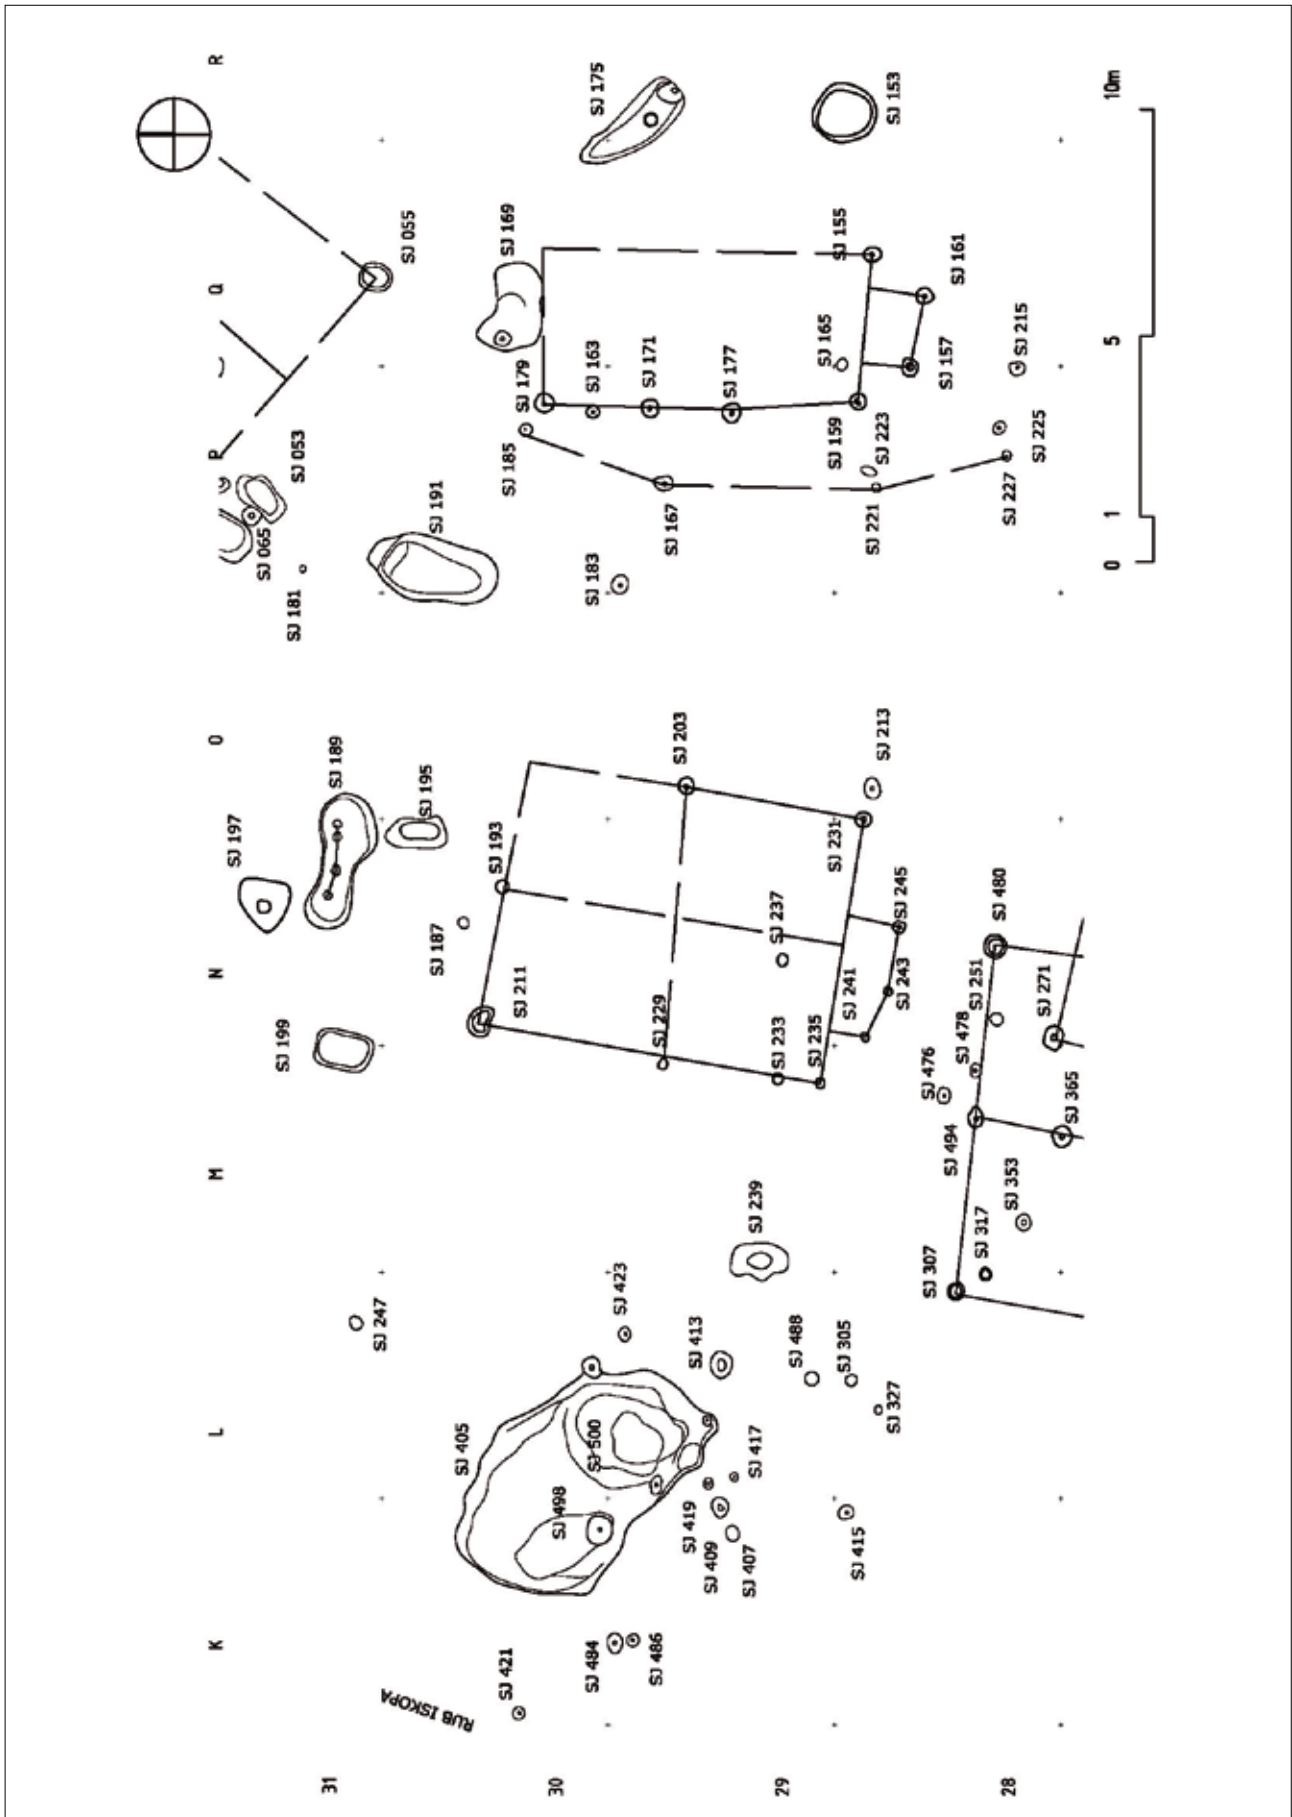 R
Q
P
O
N
M
L
K
31
30
29
28
SJ 175
SJ 153
SJ 055
SJ 169
SJ 155
SJ 161
SJ 165
SJ 157
SJ 215
SJ 163
SJ 171
SJ 177
SJ 179
SJ 185
SJ 159
SJ 223
SJ 225
SJ 227
SJ 221
SJ 167
SJ 053
SJ 065
SJ 181
SJ 191
SJ 183
SJ 203
SJ 213
SJ 189
SJ 195
SJ 197
SJ 193
SJ 187
SJ 231
SJ 245
SJ 237
SJ 241
SJ 243
SJ 480
SJ 251
SJ 271
SJ 211
SJ 199
SJ 229
SJ 233
SJ 235
SJ 476
SJ 478
SJ 494
SJ 365
SJ 353
SJ 317
SJ 307
SJ 239
SJ 247
SJ 423
SJ 413
SJ 488
SJ 305
SJ 327
SJ 405
SJ 500
SJ 498
SJ 417
SJ 419
SJ 409
SJ 407
SJ 415
SJ 484
SJ 486
SJ 421
RUB ISKOPA
0
1
5
10m